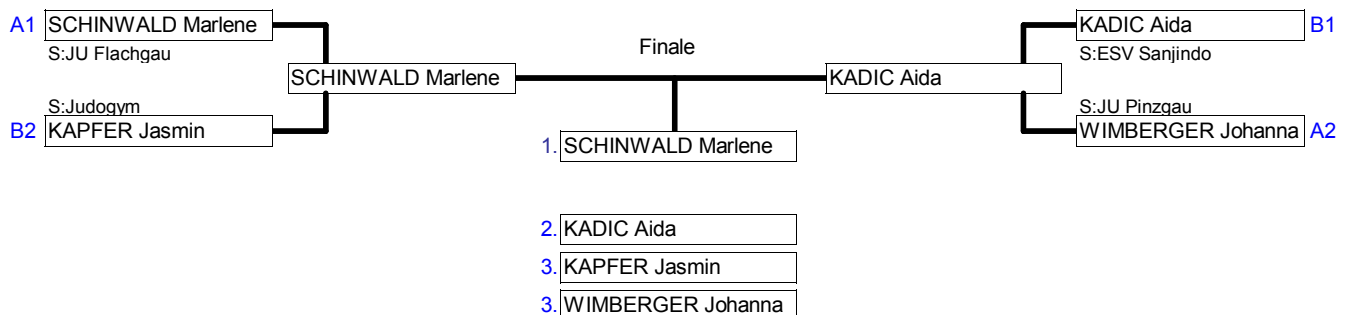 A1 SCHINWALD Marlene KADIC Aida B1
S:JU Flachgau Finale S:ESV Sanjindo
SCHINWALD Marlene KADIC Aida
S:Judogym S:JU Pinzgau
B2 KAPFER Jasmin WIMBERGER Johanna A2
1. SCHINWALD Marlene
2. KADIC Aida
3. KAPFER Jasmin
3. WIMBERGER Johanna